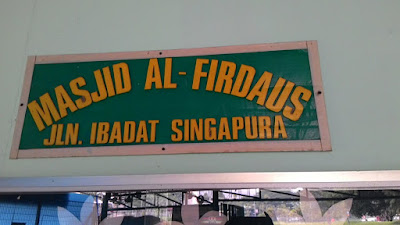 MASJID AL-FIRDAUS
JLN. IBADAT SINGAPURA